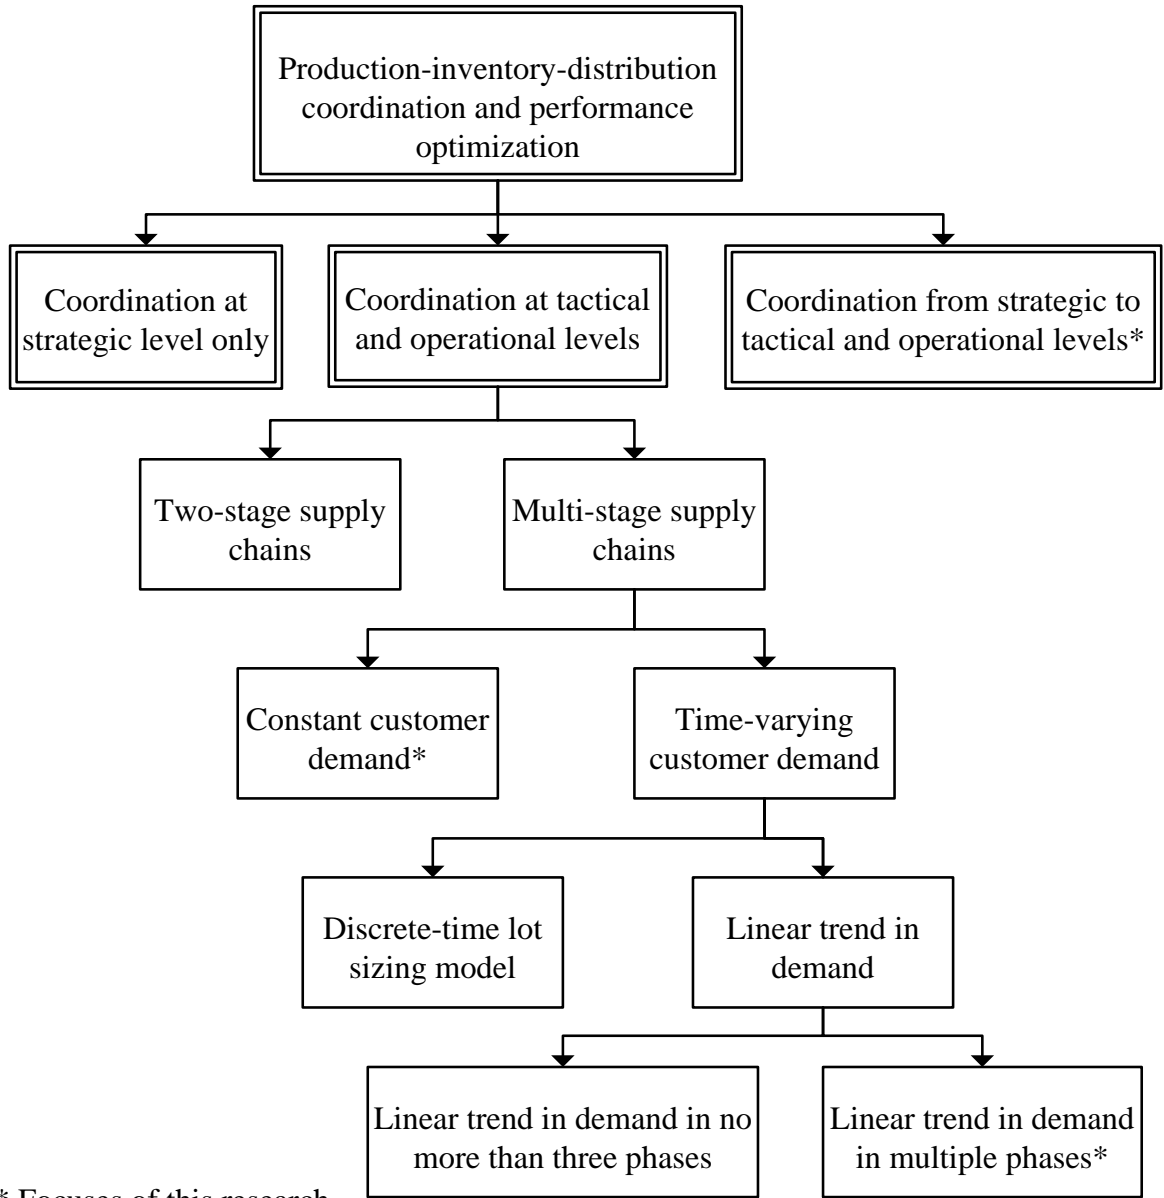 Production-inventory-distribution
coordination and performance
optimization
Coordination at
strategic level only
Coordination at tactical
and operational levels
Coordination from strategic to
tactical and operational levels*
Two-stage supply
chains
Multi-stage supply
chains
Constant customer
demand*
Time-varying
customer demand
Discrete-time lot
sizing model
Linear trend in
demand
Linear trend in demand in no
more than three phases
Linear trend in demand
in multiple phases*
* Focuses of this research